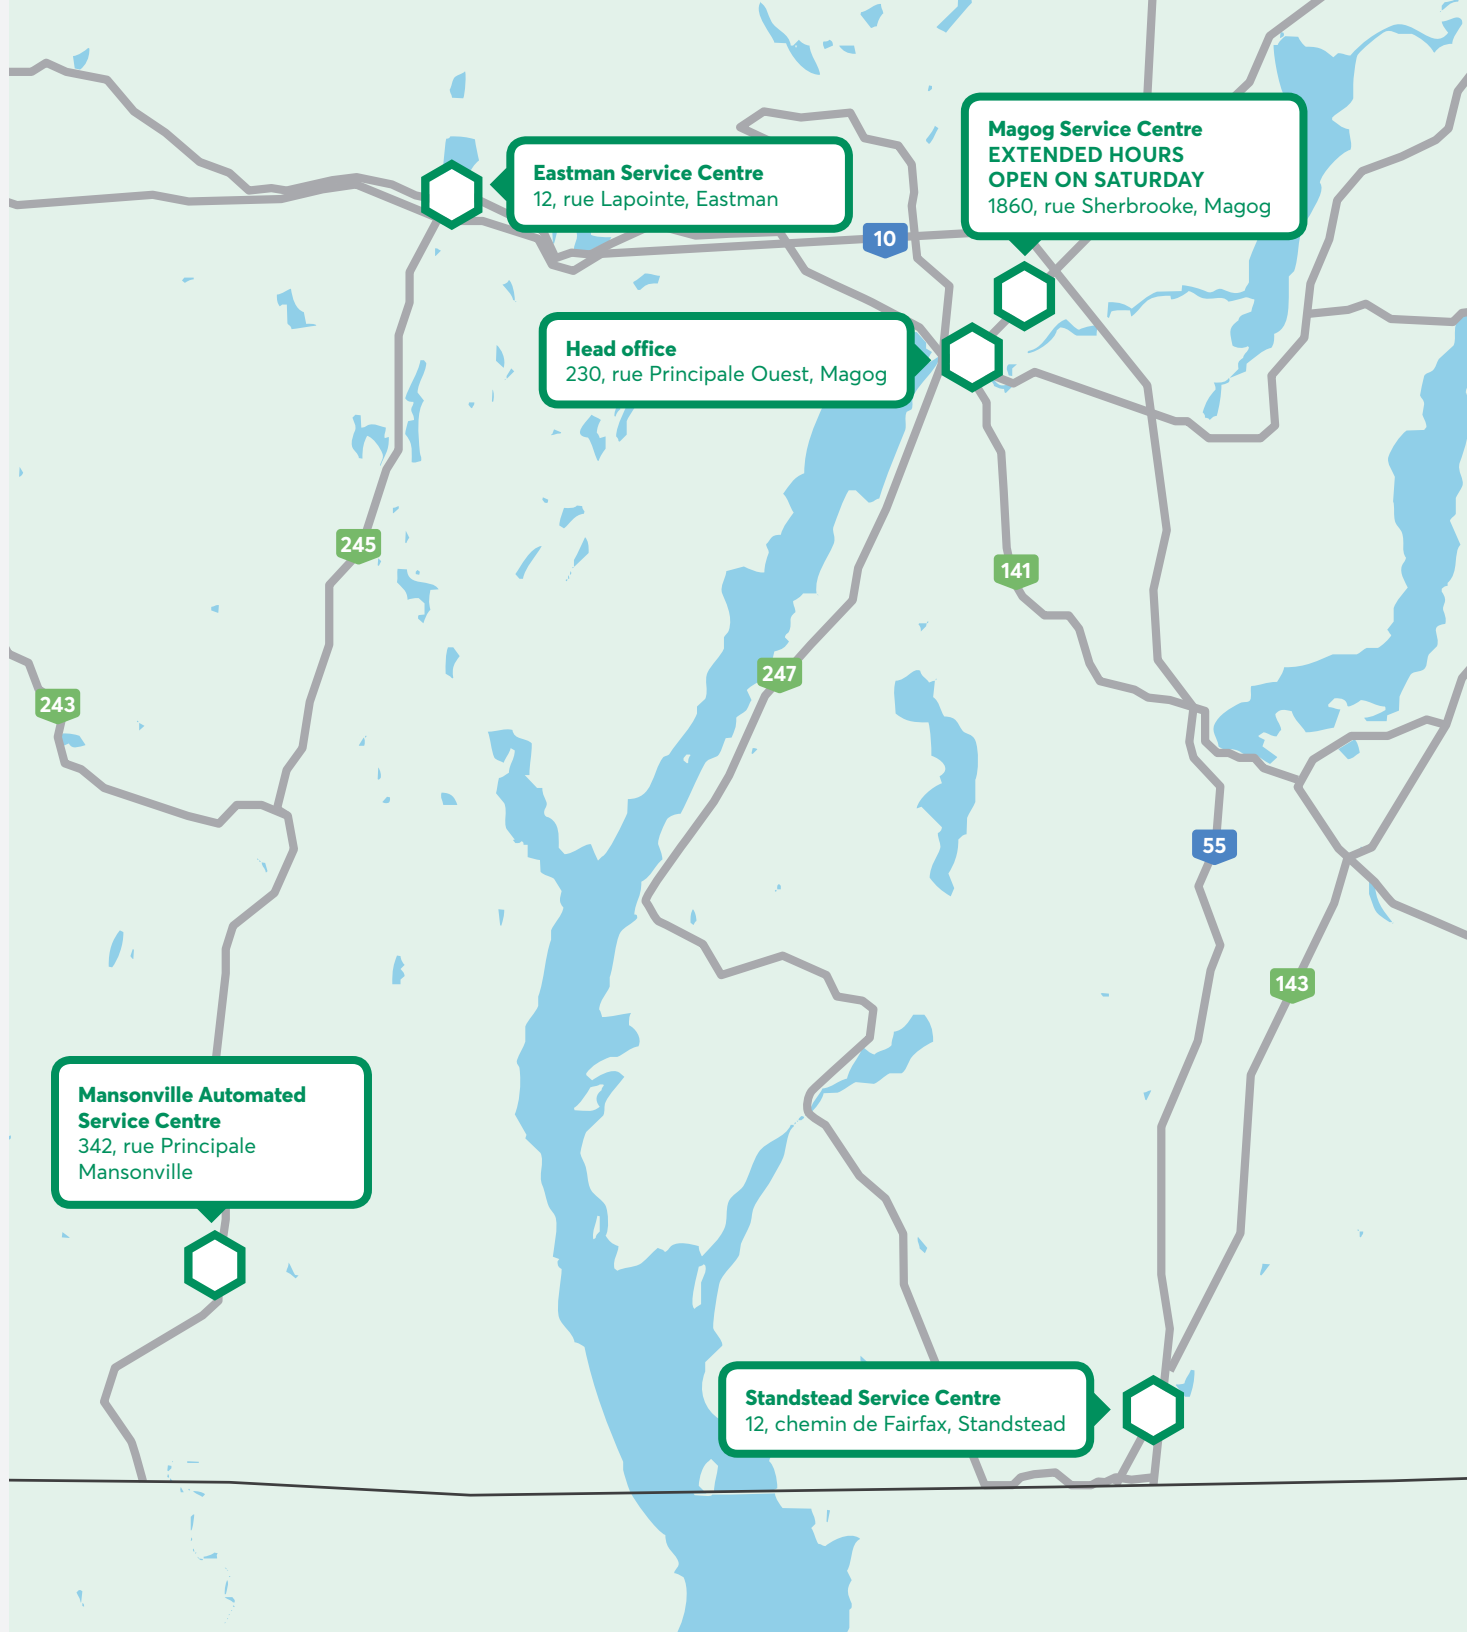 Magog Service Centre
EXTENDED HOURS
OPEN ON SATURDAY
1860, rue Sherbrooke, Magog
Eastman Service Centre
12, rue Lapointe, Eastman
10
Head office
230, rue Principale Ouest, Magog
245
141
247
243
55
143
Mansonville Automated
Service Centre
342, rue Principale
Mansonville
Standstead Service Centre
12, chemin de Fairfax, Standstead